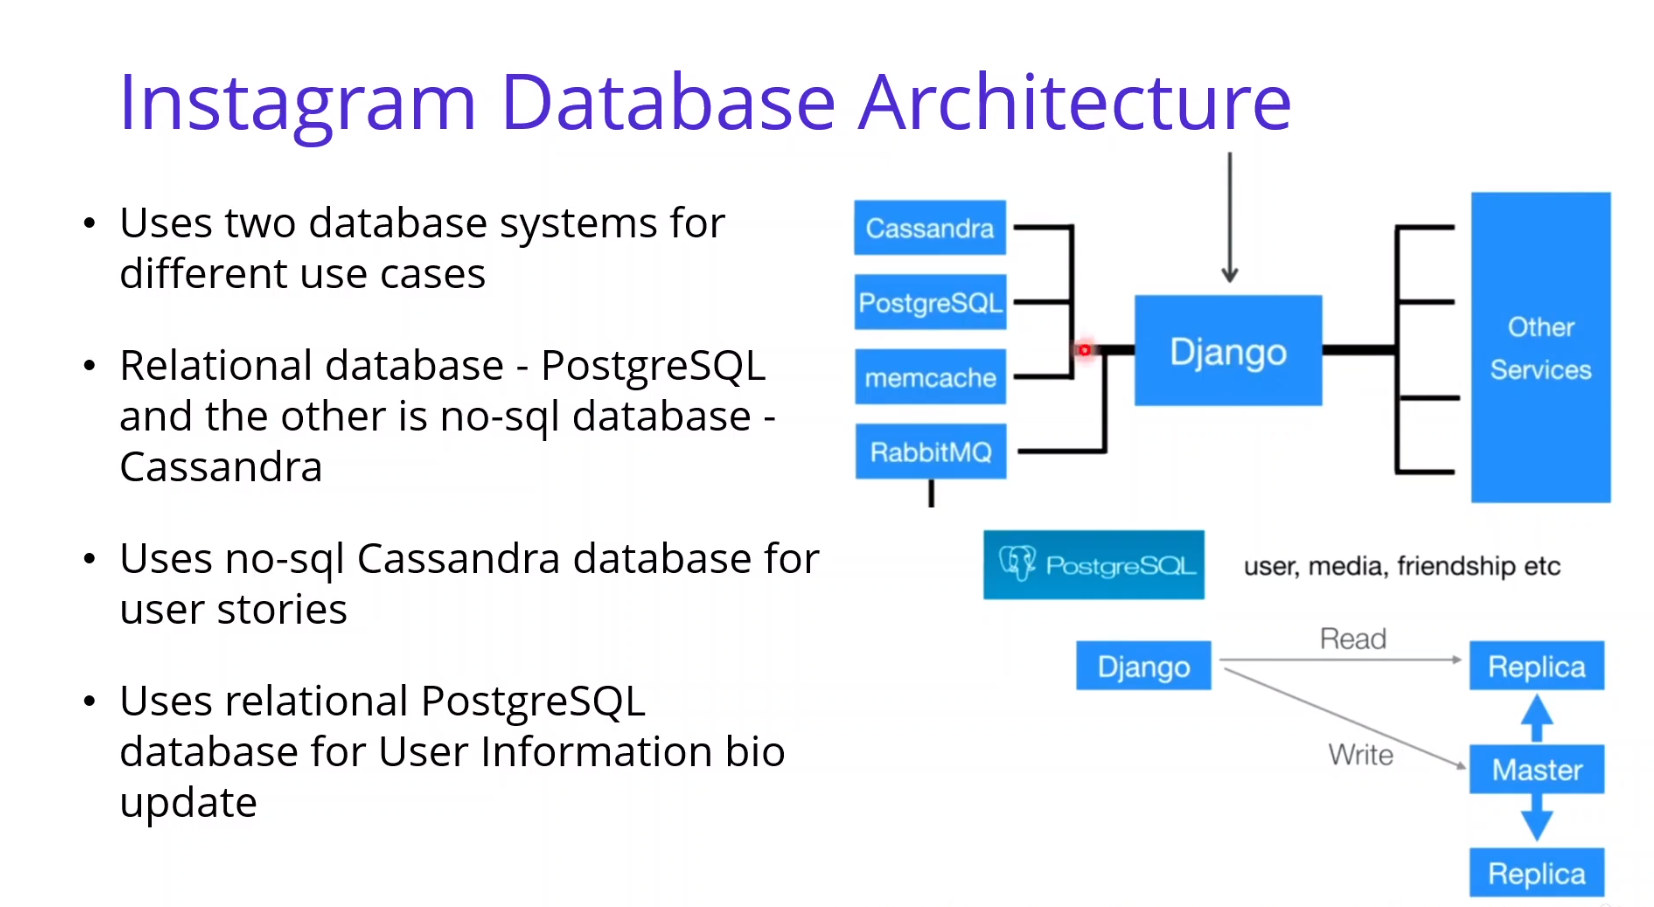 Instagram Database Architecture
• Uses two database systems for
different use cases
• Relational database - PostgreSQL
and the other is no-sql database -
Cassandra
• Uses no-sql Cassandra database for
user stories
• Uses relational PostgreSQL
database for User Information bio
update
Cassandra
PostgreSQL
memcache
RabbitMQ
Django
Other
Services
PostgreSQL
user, media, friendship etc
Django
Read
Write
Replica
Master
Replica